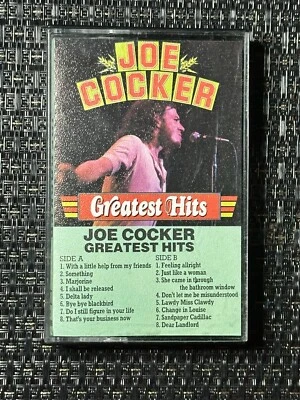 JOE
COCKER
Greatest Hits
JOE COCKER
GREATEST HITS
SIDE A
1. With a little help from my friends
2. Something
3. Marjorine
4. I shall be released
5. Delta lady
6. Bye bye blackbird
7. Do I still figure in your life
8. That's your business now
SIDE B
1. Feeling allright
2. Just like a woman
3. She came in through
the bathroom window
4. Don't let me be misunderstood
5. Lawdy Miss Clawdy
6. Change in Louise
7. Sandpaper Cadillac
8. Dear Landlord